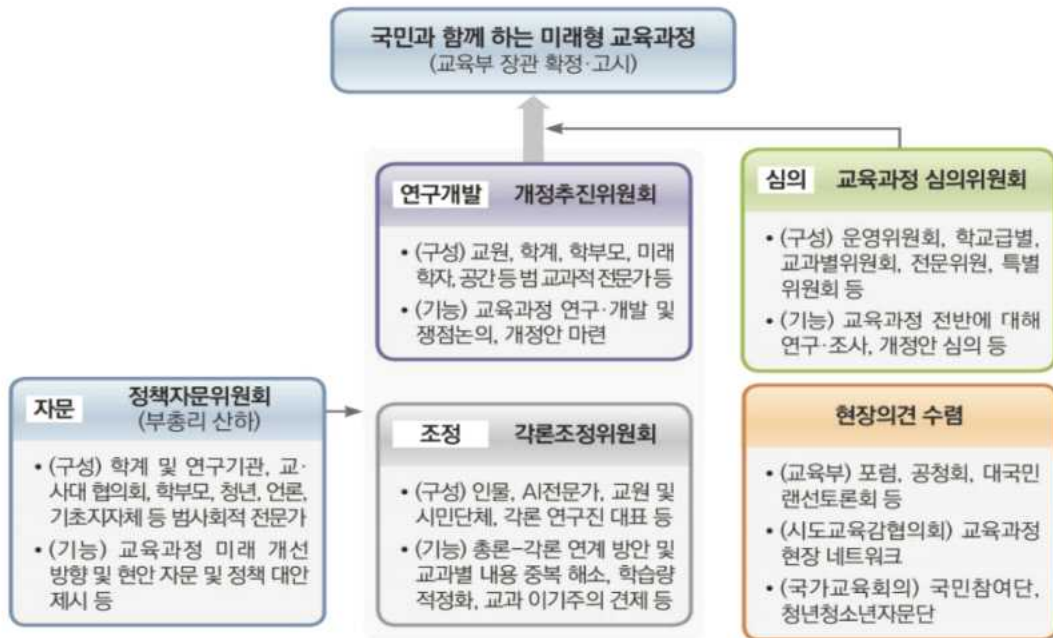 국민과 함께 하는 미래형 교육과정
(교육부 장관 확정·고시)
연구개발 개정추진위원회
• (구성) 교원, 학계, 학부모, 미래
학자, 공간 등 범 교과적 전문가 등
• (기능) 교육과정 연구·개발 및
쟁점논의, 개정안 마련
심의 교육과정 심의위원회
• (구성) 운영위원회, 학교급별,
교과별위원회, 전문위원, 특별
위원회 등
• (기능) 교육과정 전반에 대해
연구·조사, 개정안 심의 등
자문 정책자문위원회
(부총리 산하)
• (구성) 학계 및 연구기관, 교·
사대 협의회, 학부모, 청년, 언론,
기초지자체 등 범사회적 전문가
• (기능) 교육과정 미래 개선
방향 및 현안 자문 및 정책 대안
제시 등
조정 각론조정위원회
• (구성) 인물, AI전문가, 교원 및
시민단체, 각론 연구진 대표 등
• (기능) 총론-각론 연계 방안 및
교과별 내용 중복 해소, 학습량
적정화, 교과 이기주의 견제 등
현장의견 수렴
• (교육부) 포럼, 공청회, 대국민
랜선토론회 등
• (시도교육감협의회) 교육과정
현장 네트워크
• (국가교육회의) 국민참여단,
청년청소년자문단